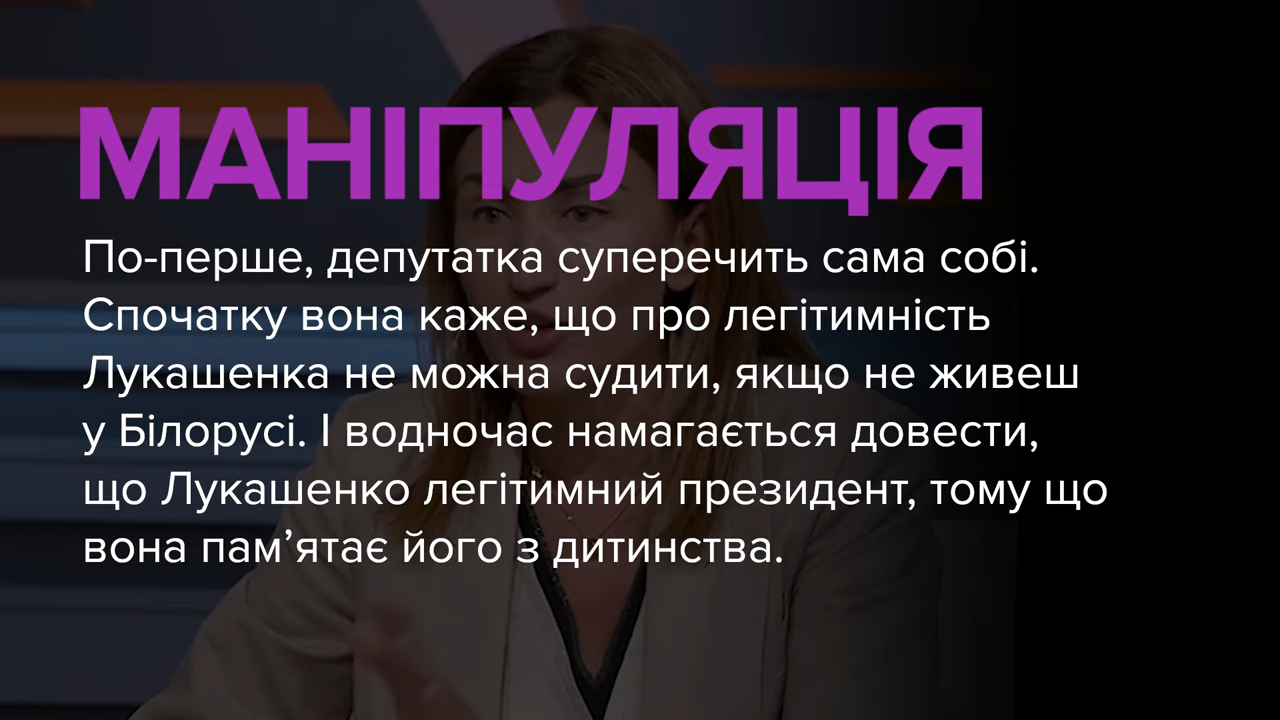 МАНІПУЛЯЦІЯ
По-перше, депутатка суперечить сама собі.
Спочатку вона каже, що про легітимність
Лукашенка не можна судити, якщо не живеш
у Білорусі. І водночас намагається довести,
що Лукашенко легітимний президент, тому що
вона пам’ятає його з дитинства.